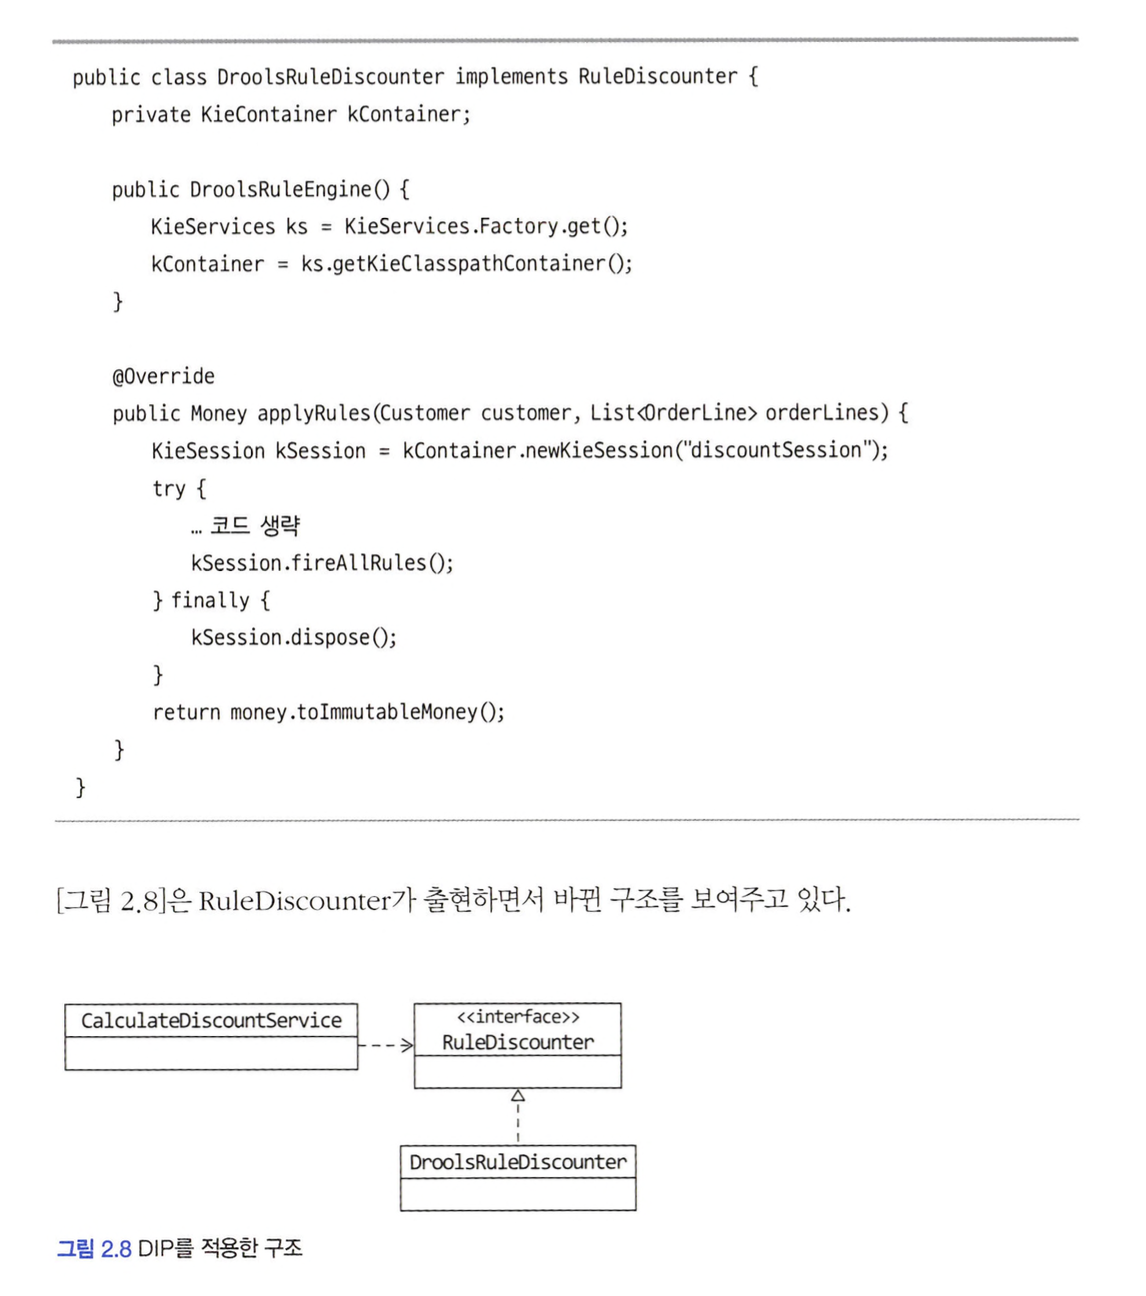 public class DroolsRuleDiscounter implements RuleDiscounter {
private KieContainer kContainer;
public DroolsRuleEngine() {
KieServices ks = KieServices.Factory.get();
kContainer = ks.getKieClasspathContainer();
}
@Override
public Money applyRules(Customer customer, List<OrderLine> orderLines) {
KieSession kSession = kContainer.newKieSession("discountSession");
try {
… 코드 생략
kSession.fireAllRules();
} finally {
kSession.dispose();
}
return money.toImmutableMoney();
}
}
[그림 2.8]은 RuleDiscounter가 출현하면서 바뀐 구조를 보여주고 있다.
CalculateDiscountService
<<interface>>
RuleDiscounter
DroolsRuleDiscounter
그림 2.8 DIP를 적용한 구조